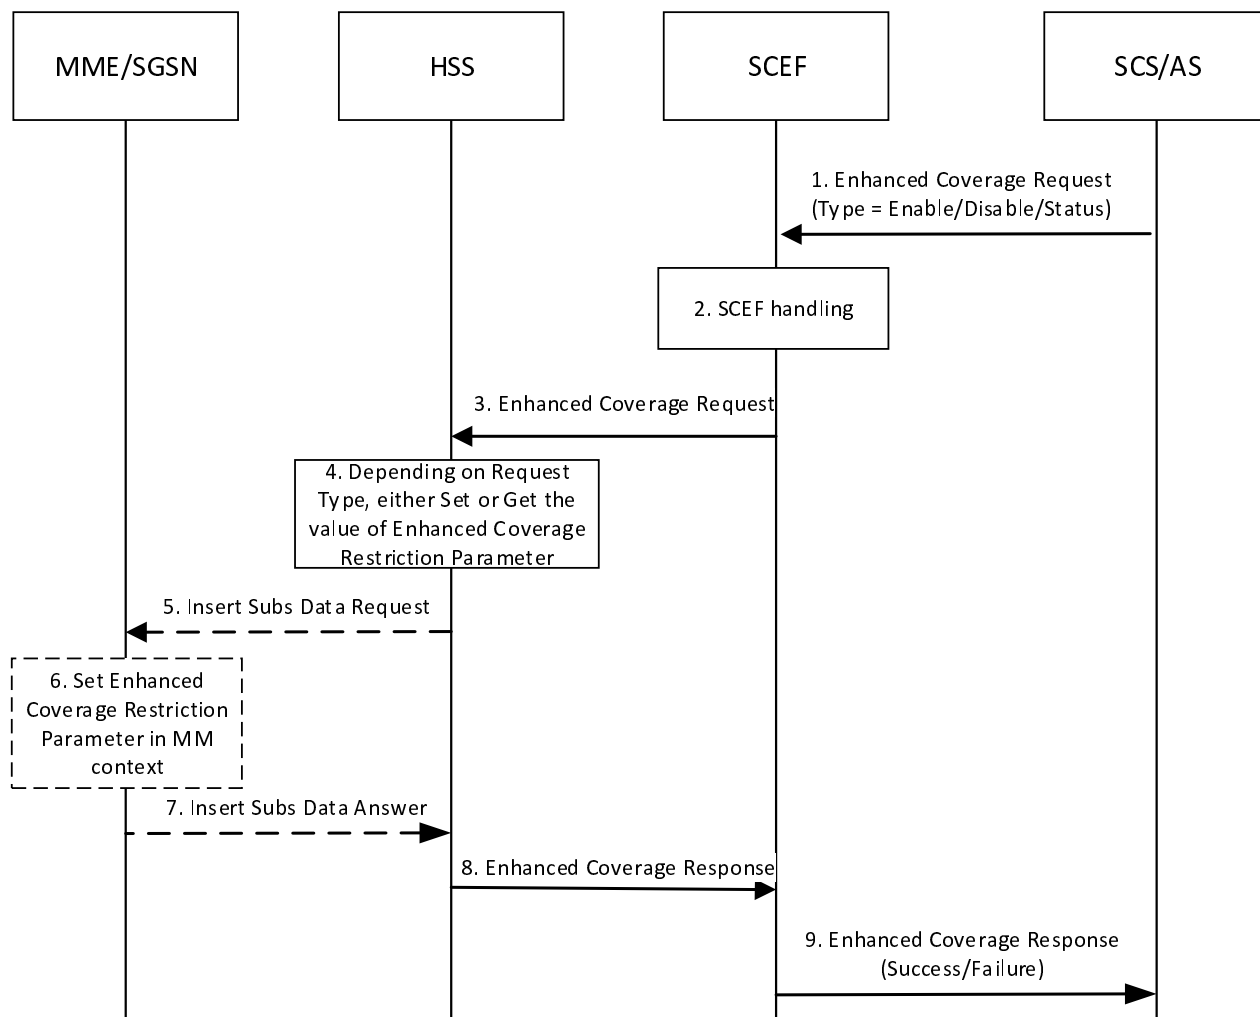 MME/SGSN
HSS
SCEF
SCS/AS
1. Enhanced Coverage Request
(Type = Enable/Disable/Status)
2. SCEF handling
3. Enhanced Coverage Request
4. Depending on Request
Type, either Set or Get the
value of Enhanced Coverage
Restriction Parameter
5. Insert Subs Data Request
6. Set Enhanced
Coverage Restriction
Parameter in MM
context
7. Insert Subs Data Answer
8. Enhanced Coverage Response
9. Enhanced Coverage Response
(Success/Failure)